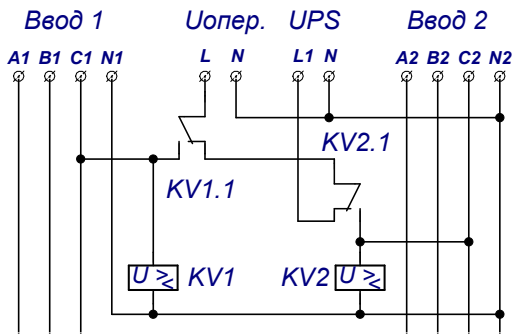 Ввод 1 Uопер. UPS Ввод 2
A1 B1 C1 N1 L N L1 N A2 B2 C2 N2
KV2.1
KV1.1
U >< KV1 KV2 U ><